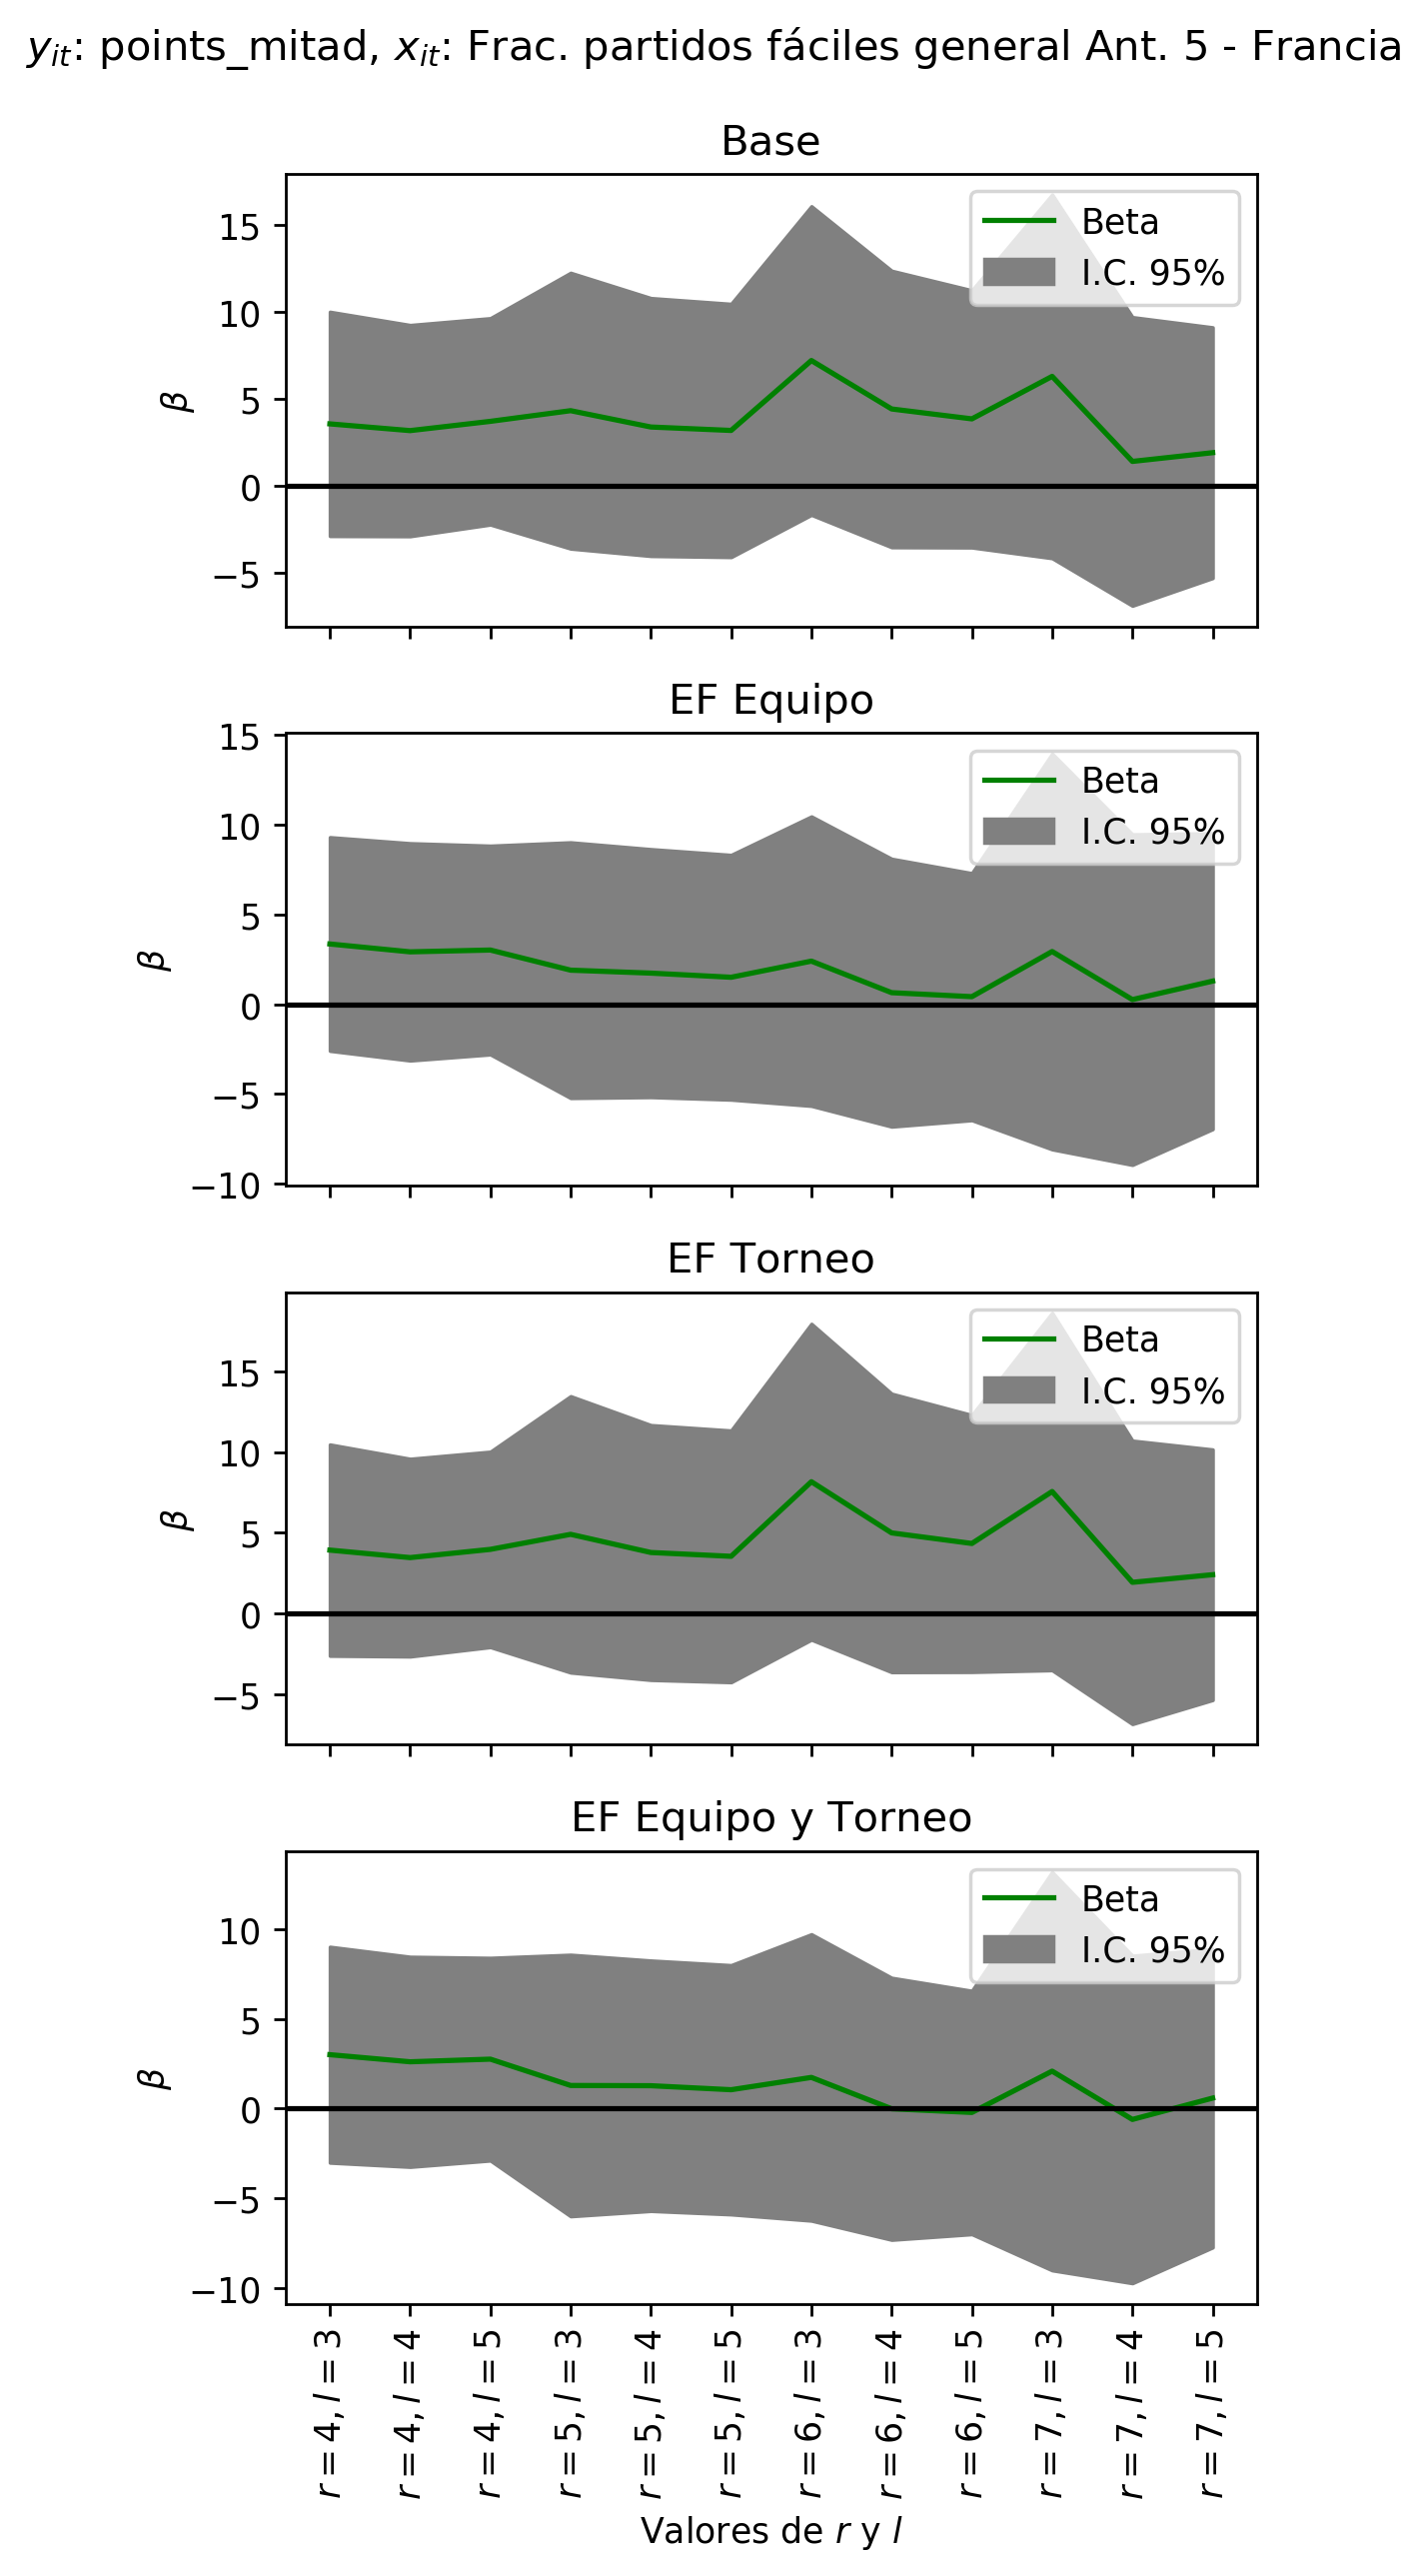 y_it: points_mitad, x_it: Frac. partidos fáciles general Ant. 5 - Francia
Base
Beta
I.C. 95%
15
10
5
0
−5
β
EF Equipo
Beta
I.C. 95%
15
10
5
0
−5
−10
β
EF Torneo
Beta
I.C. 95%
15
10
5
0
−5
β
EF Equipo y Torneo
Beta
I.C. 95%
10
5
0
−5
−10
β
r = 4, l = 3
r = 4, l = 4
r = 4, l = 5
r = 5, l = 3
r = 5, l = 4
r = 5, l = 5
r = 6, l = 3
r = 6, l = 4
r = 6, l = 5
r = 7, l = 3
r = 7, l = 4
r = 7, l = 5
Valores de r y l